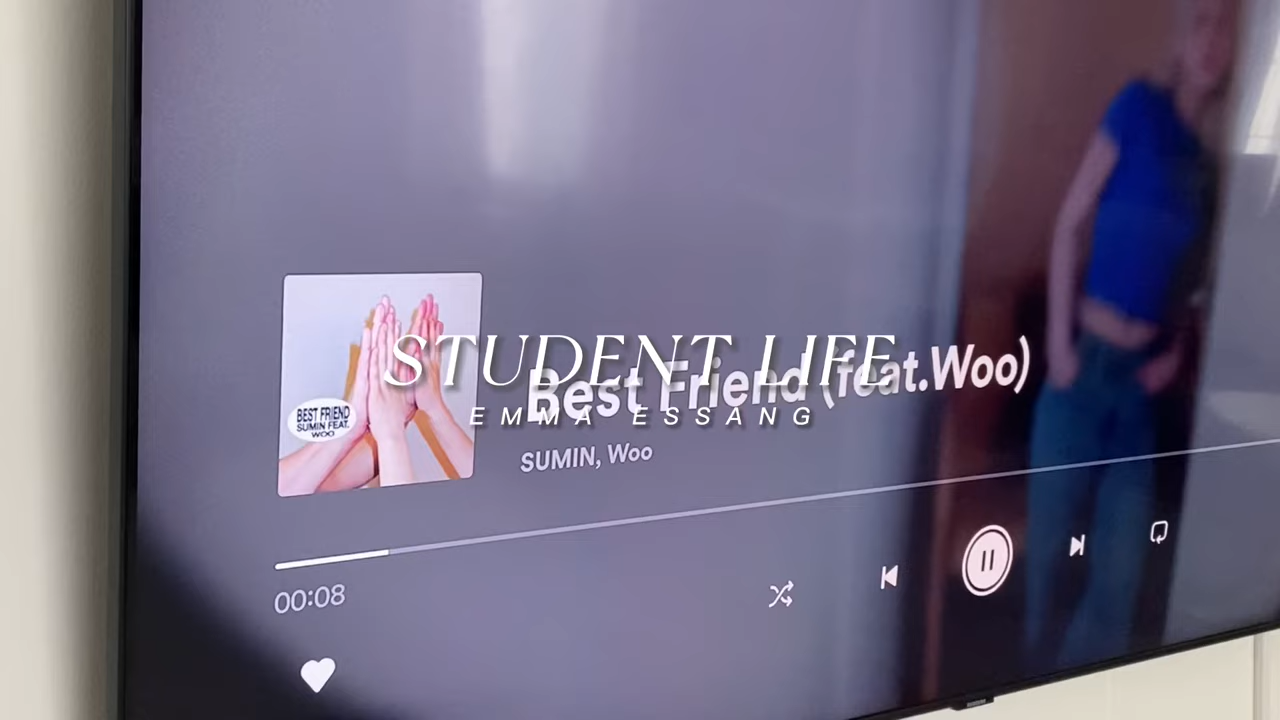 STUDENT LIFE
EMMA ESSANG
Best Friend (feat.Woo)
SUMIN, Woo
BEST FRIEND
SUMIN FEAT.
WOO
00:08